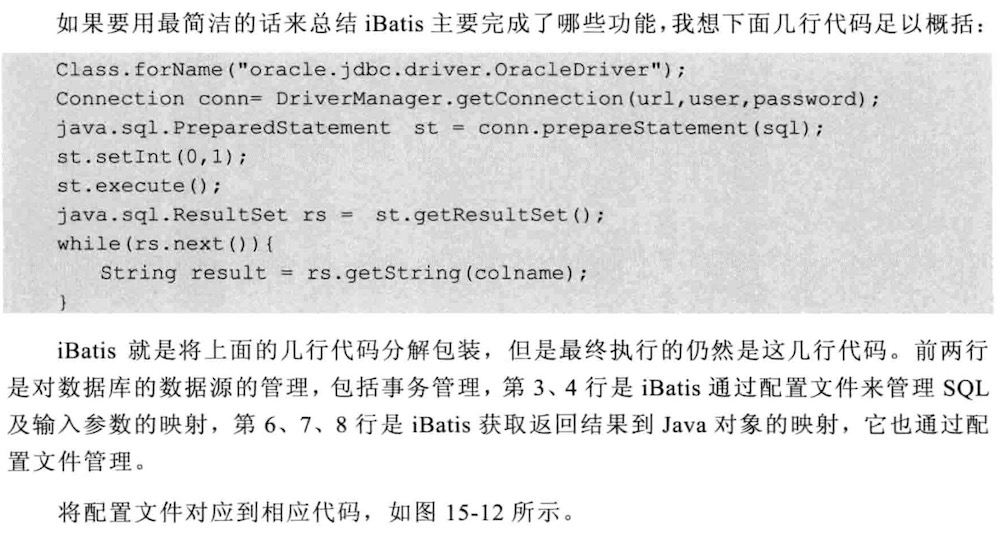 如果要用最简洁的话来总结 iBatis 主要完成了哪些功能，我想下面几行代码足以概括：
Class.forName("oracle.jdbc.driver.OracleDriver");
Connection conn= DriverManager.getConnection(url,user,password);
java.sql.PreparedStatement  st = conn.prepareStatement(sql);
st.setInt(0,1);
st.execute();
java.sql.ResultSet rs =  st.getResultSet();
while(rs.next()){
    String result = rs.getString(colname);
}
iBatis 就是将上面的几行代码分解包装，但是最终执行的仍然是这几行代码。前两行
是对数据库的数据源的管理，包括事务管理，第 3、4 行是 iBatis 通过配置文件来管理 SQL
及输入参数的映射，第 6、7、8 行是 iBatis 获取返回结果到 Java 对象的映射，它也通过配
置文件管理。
将配置文件对应到相应代码，如图 15-12 所示。